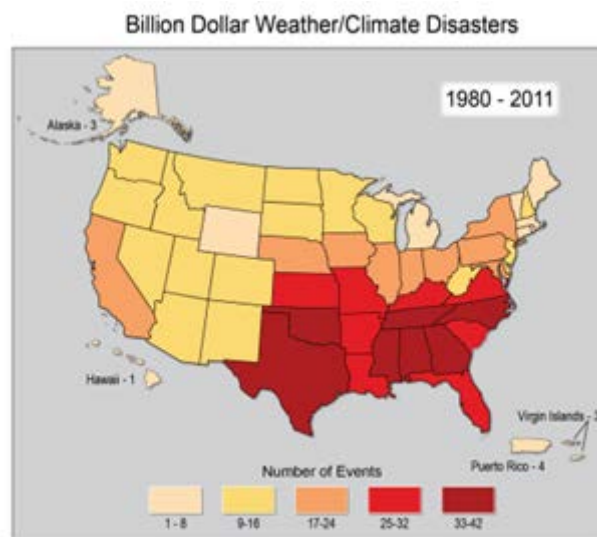 Billion Dollar Weather/Climate Disasters
1980 - 2011
Alaska - 3
Hawaii - 1
Virgin Islands - 3
Puerto Rico - 4
Number of Events
1 - 8
9-16
17-24
25-32
33-42